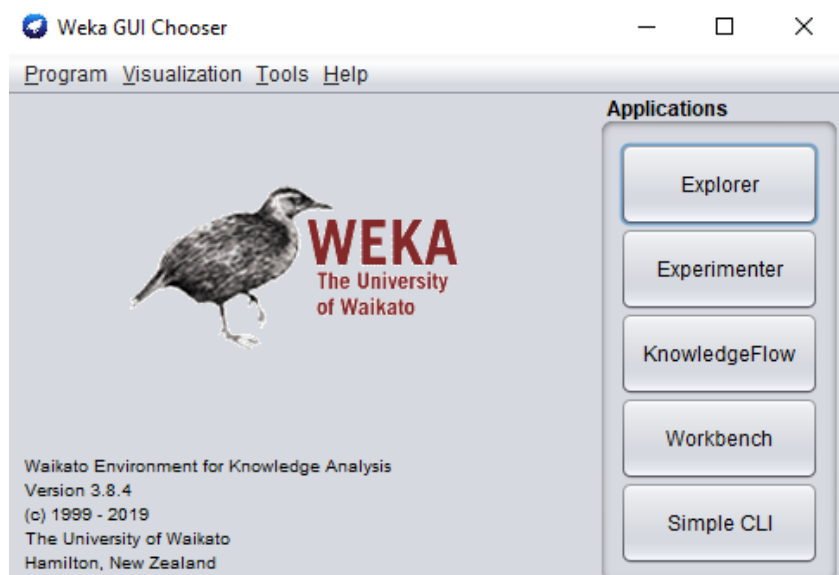 Weka GUI Chooser
Program Visualization Tools Help
Applications
Explorer
Experimenter
KnowledgeFlow
Workbench
Simple CLI
WEKA
The University
of Waikato
Waikato Environment for Knowledge Analysis
Version 3.8.4
(c) 1999 - 2019
The University of Waikato
Hamilton, New Zealand